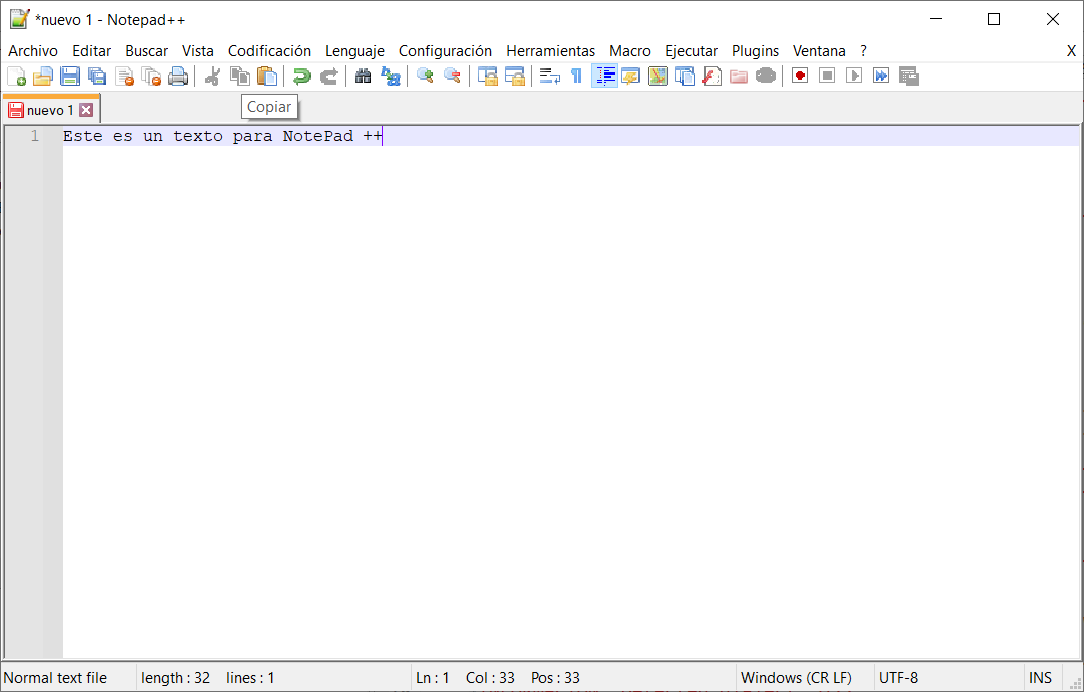 *nuevo 1 - Notepad++
Archivo Editar Buscar Vista Codificación Lenguaje Configuración Herramientas Macro Ejecutar Plugins Ventana ? X
nuevo 1
Copiar
1 Este es un texto para NotePad ++
Normal text file length : 32 lines : 1 Ln : 1 Col : 33 Pos : 33 Windows (CR LF) UTF-8 INS